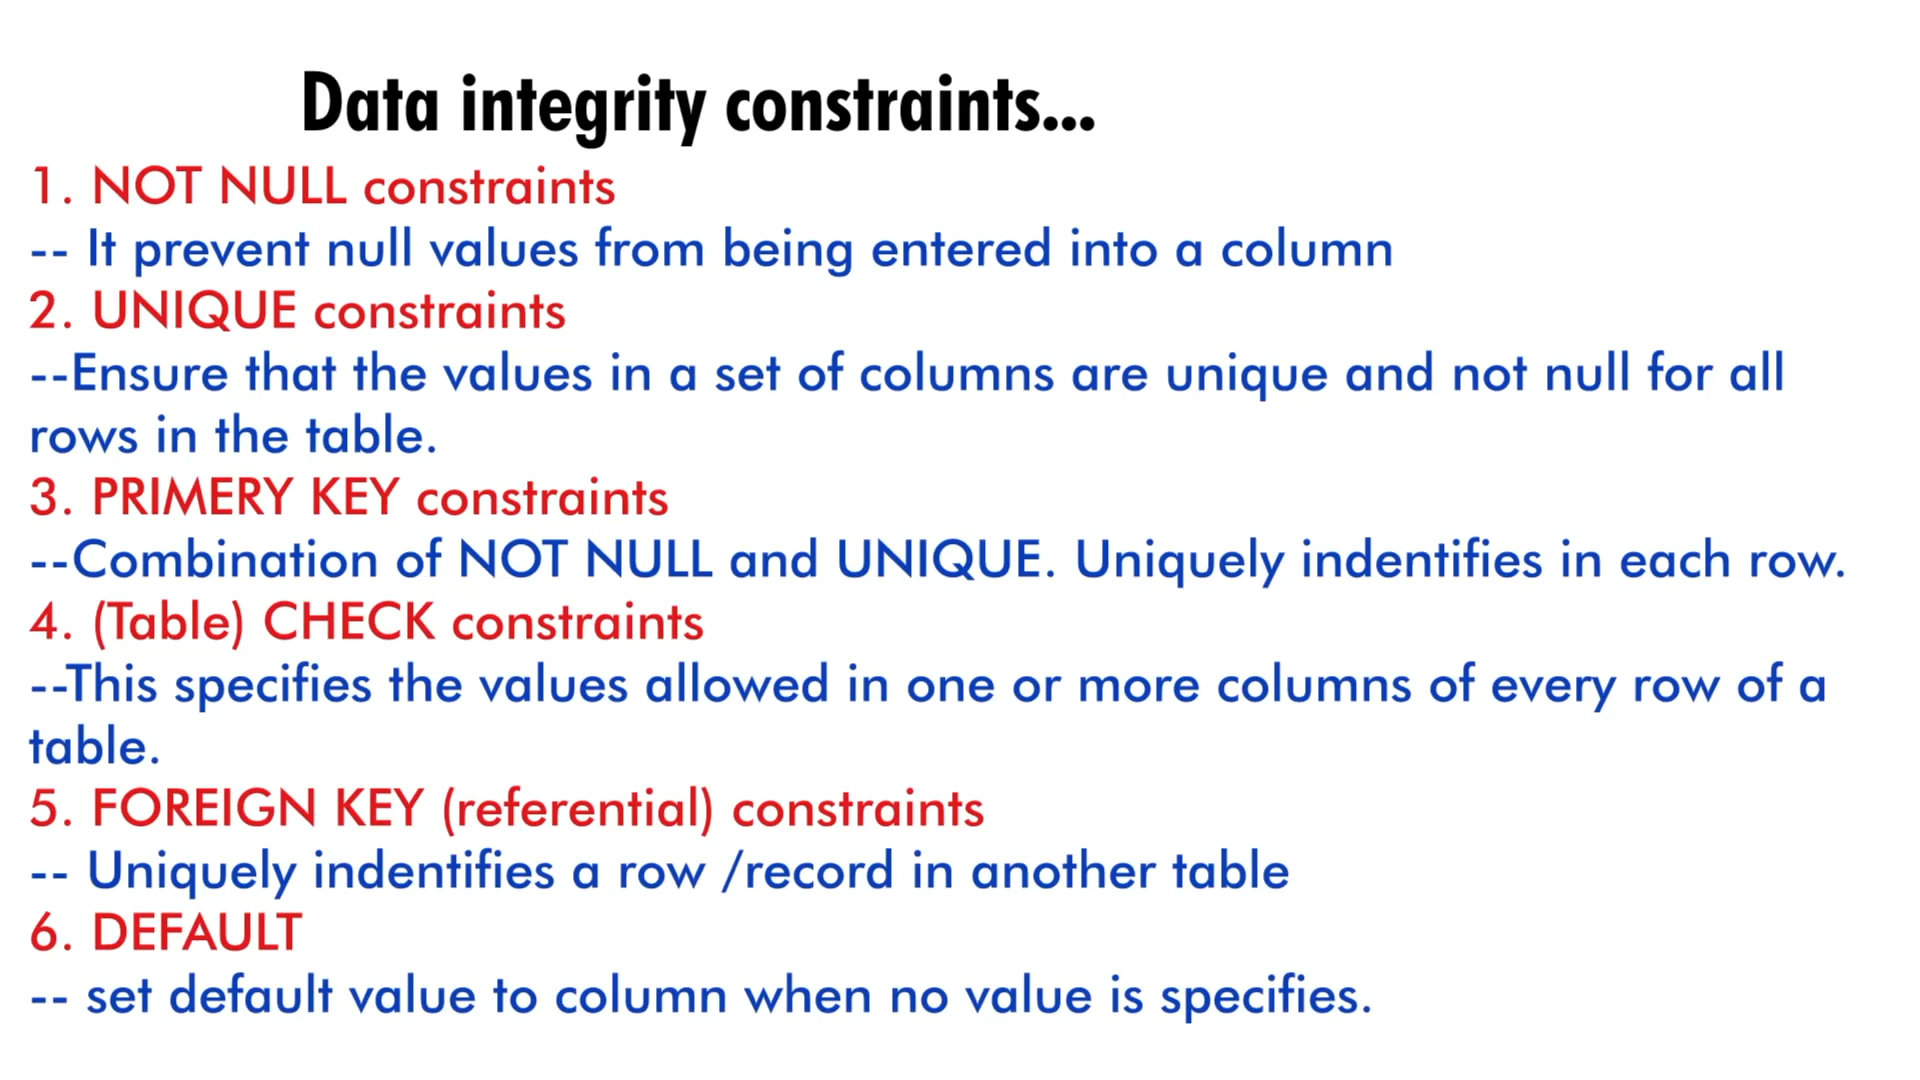 Data integrity constraints...
1. NOT NULL constraints
-- It prevent null values from being entered into a column
2. UNIQUE constraints
--Ensure that the values in a set of columns are unique and not null for all
rows in the table.
3. PRIMERY KEY constraints
--Combination of NOT NULL and UNIQUE. Uniquely indentifies in each row.
4. (Table) CHECK constraints
--This specifies the values allowed in one or more columns of every row of a
table.
5. FOREIGN KEY (referential) constraints
-- Uniquely indentifies a row /record in another table
6. DEFAULT
-- set default value to column when no value is specifies.